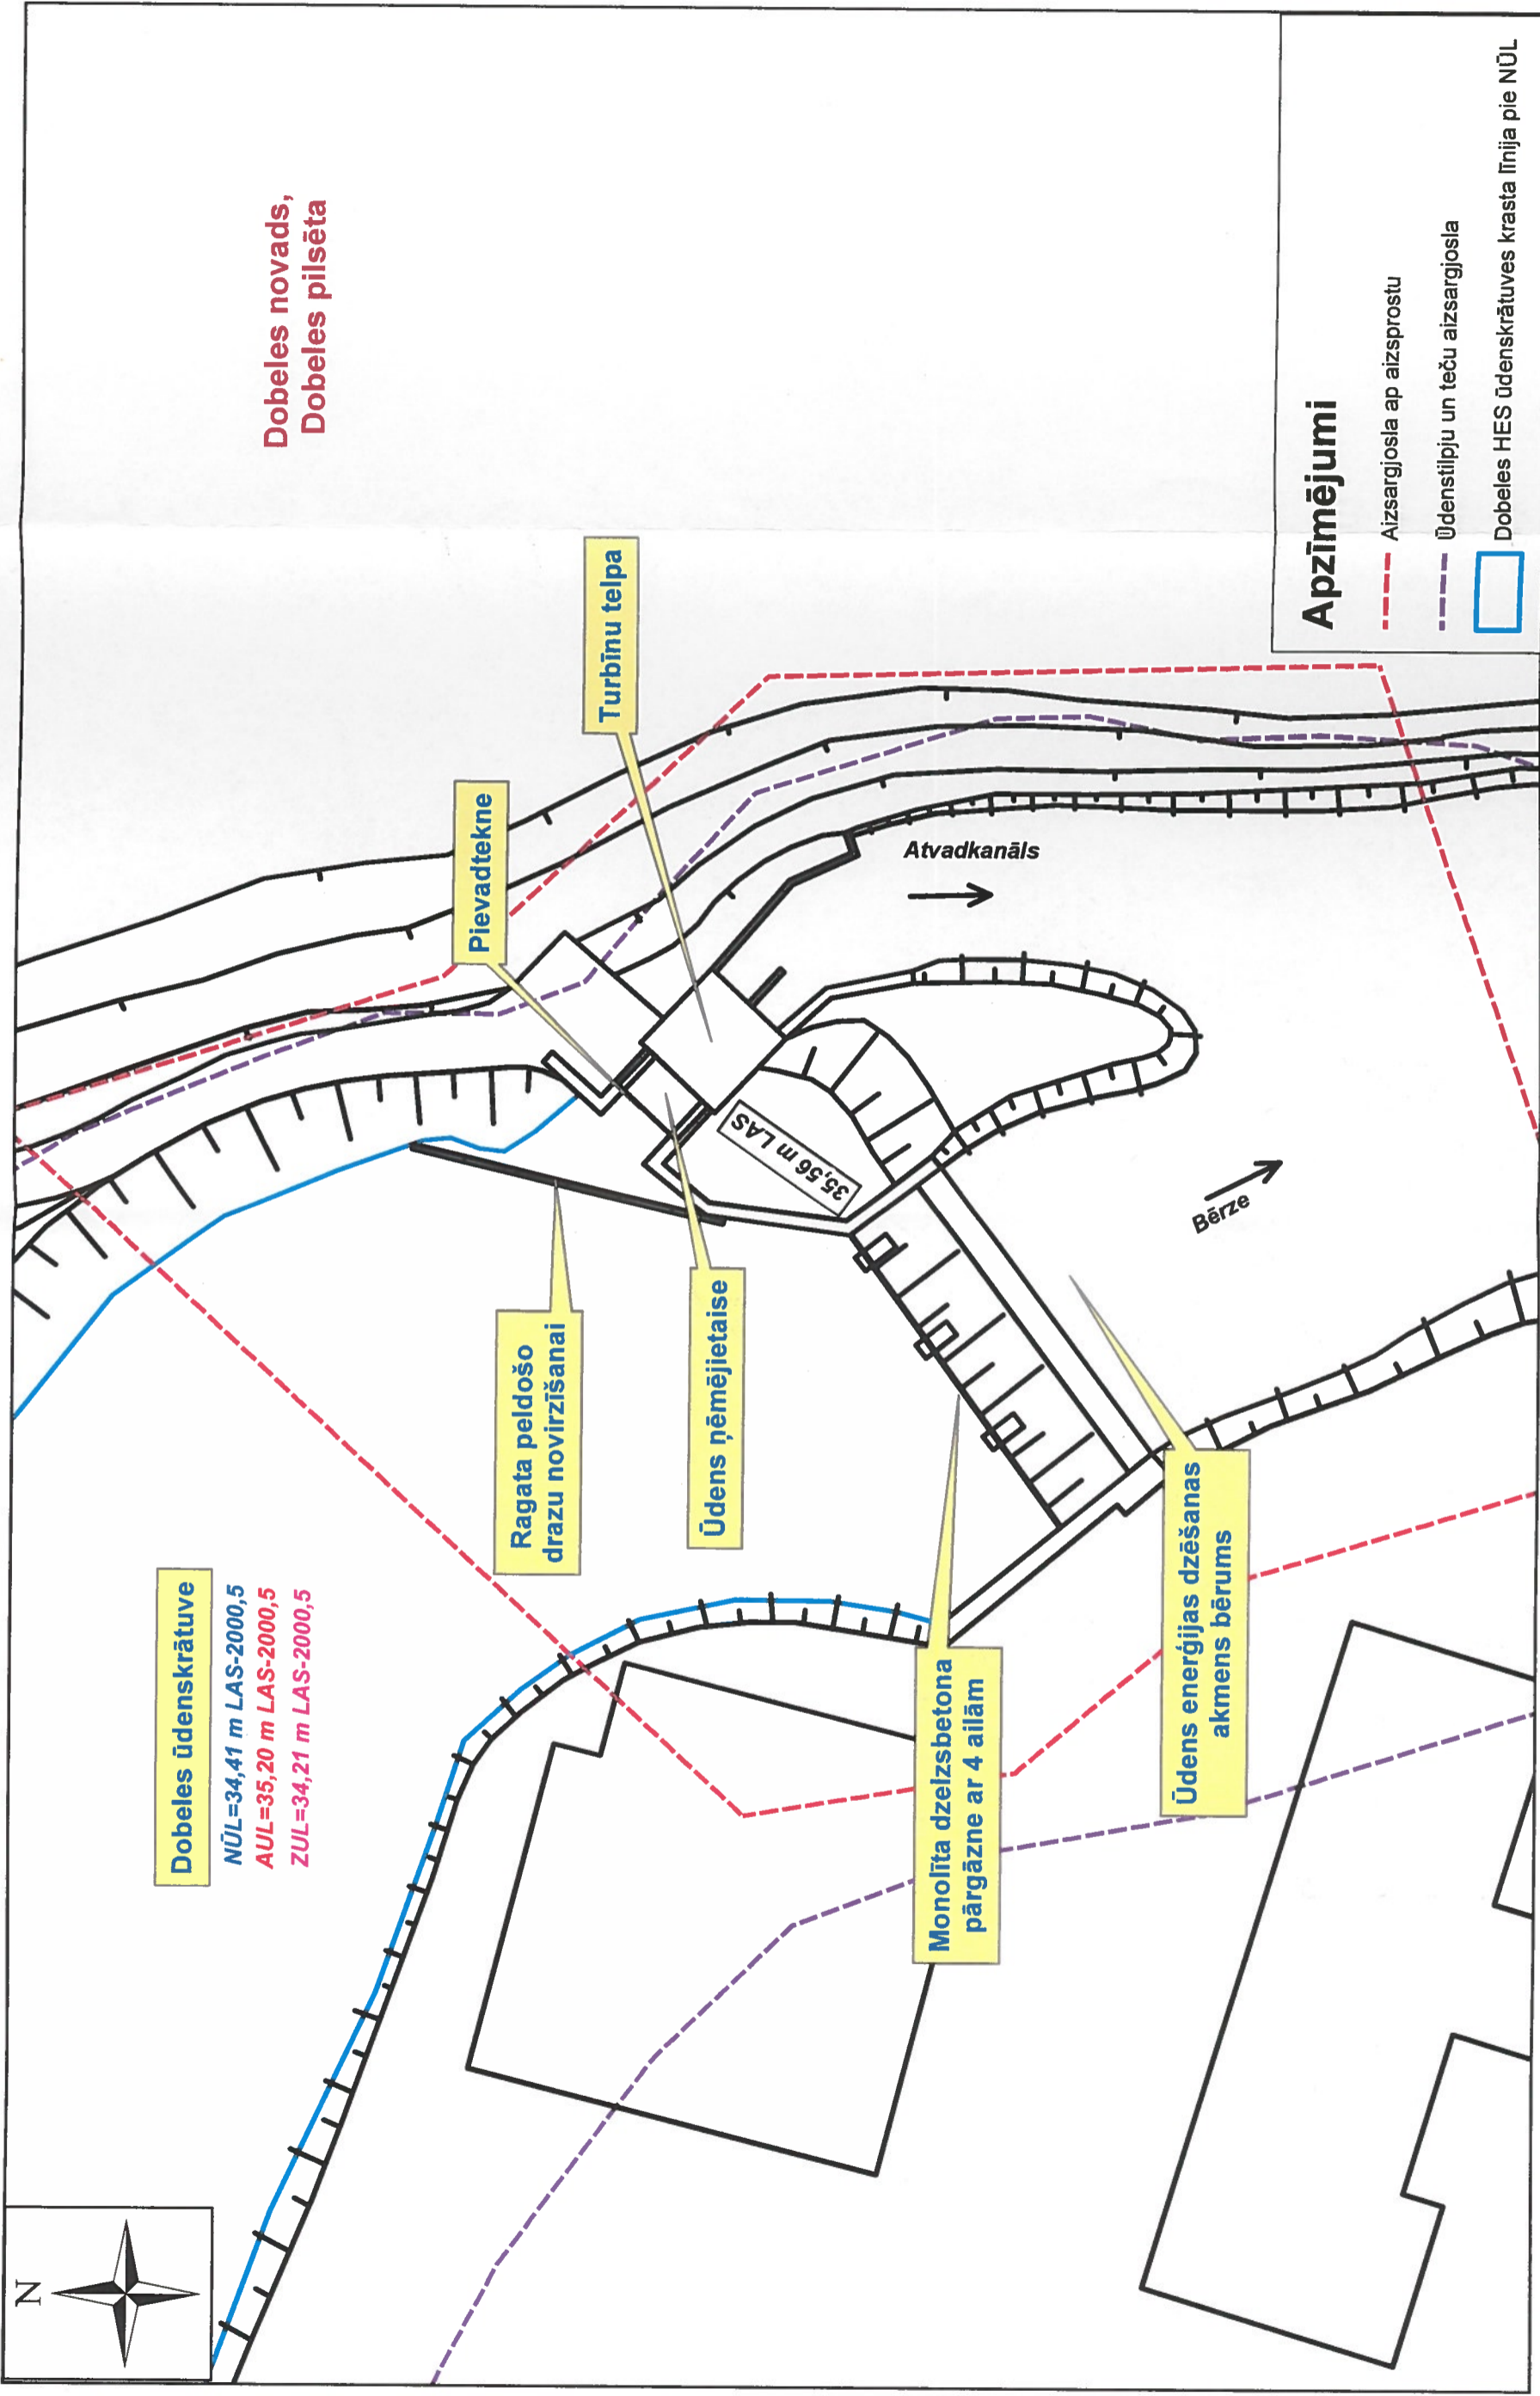 N
Dobeles ūdenskrātuve
NŪL=34,41 m LAS-2000,5
AUL=35,20 m LAS-2000,5
ZUL=34,21 m LAS-2000,5
Dobeles novads,
Dobeles pilsēta
Pievadtekne
Turbīnu telpa
Ragata peldošo
drazu novirzīšanai
Ūdens ņēmējietaise
35,56 m LAS
Atvadkanāls
Bērze
Monolīta dzelzsbetona
pārgāzne ar 4 ailām
Ūdens enerģijas dzēšanas
akmens bērums
Apzīmējumi
Aizsargjosla ap aizsprostu
Ūdenstilpju un teču aizsargjosla
Dobeles HES ūdenskrātuves krasta līnija pie NŪL